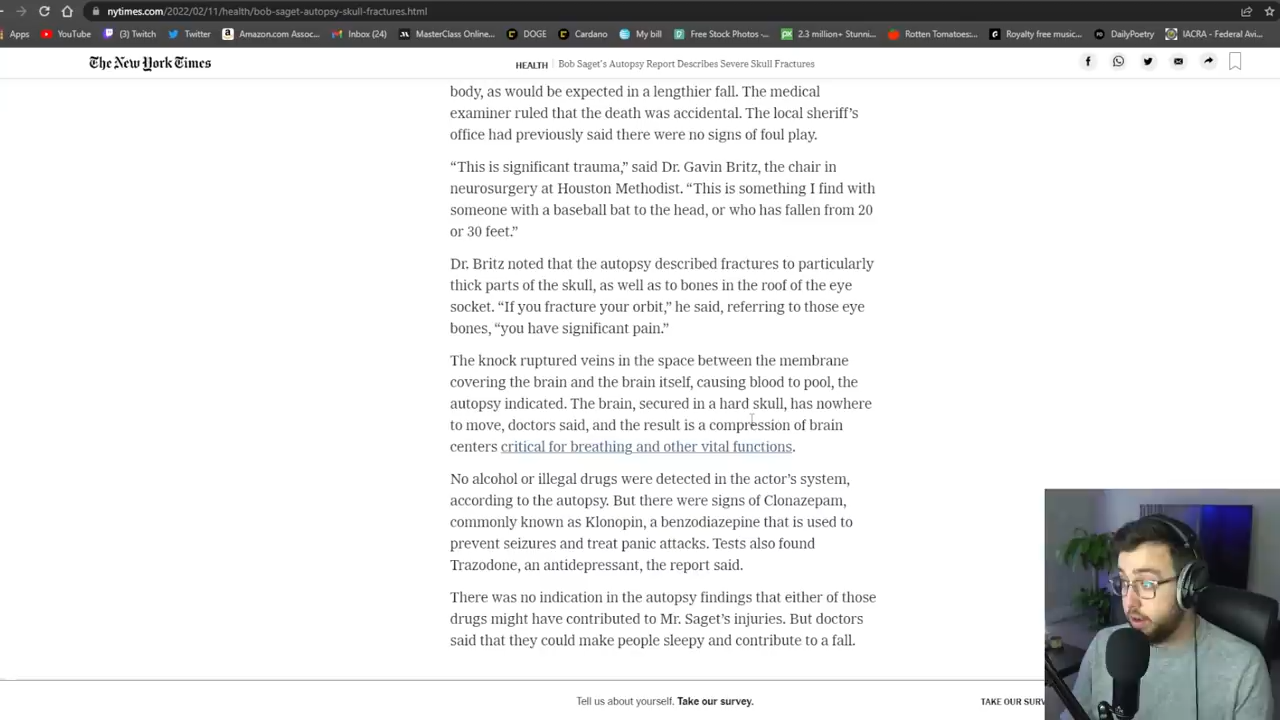 nytimes.com/2022/02/11/health/bob-saget-autopsy-skull-fractures.html
Apps YouTube (3) Twitch Twitter Amazon.com Assoc... Inbox (24) MasterClass Online... DOGE Cardano My bill Free Stock Photos -... 2.3 million+ Stunni... Rotten Tomatoes:... Royalty free music... DailyPoetry IACRA - Federal Avi...
The New York Times HEALTH Bob Saget's Autopsy Report Describes Severe Skull Fractures
body, as would be expected in a lengthier fall. The medical
examiner ruled that the death was accidental. The local sheriff’s
office had previously said there were no signs of foul play.
“This is significant trauma,” said Dr. Gavin Britz, the chair in
neurosurgery at Houston Methodist. “This is something I find with
someone with a baseball bat to the head, or who has fallen from 20
or 30 feet.”
Dr. Britz noted that the autopsy described fractures to particularly
thick parts of the skull, as well as to bones in the roof of the eye
socket. “If you fracture your orbit,” he said, referring to those eye
bones, “you have significant pain.”
The knock ruptured veins in the space between the membrane
covering the brain and the brain itself, causing blood to pool, the
autopsy indicated. The brain, secured in a hard skull, has nowhere
to move, doctors said, and the result is a compression of brain
centers critical for breathing and other vital functions.
No alcohol or illegal drugs were detected in the actor’s system,
according to the autopsy. But there were signs of Clonazepam,
commonly known as Klonopin, a benzodiazepine that is used to
prevent seizures and treat panic attacks. Tests also found
Trazodone, an antidepressant, the report said.
There was no indication in the autopsy findings that either of those
drugs might have contributed to Mr. Saget’s injuries. But doctors
said that they could make people sleepy and contribute to a fall.
Tell us about yourself. Take our survey. TAKE OUR SURV